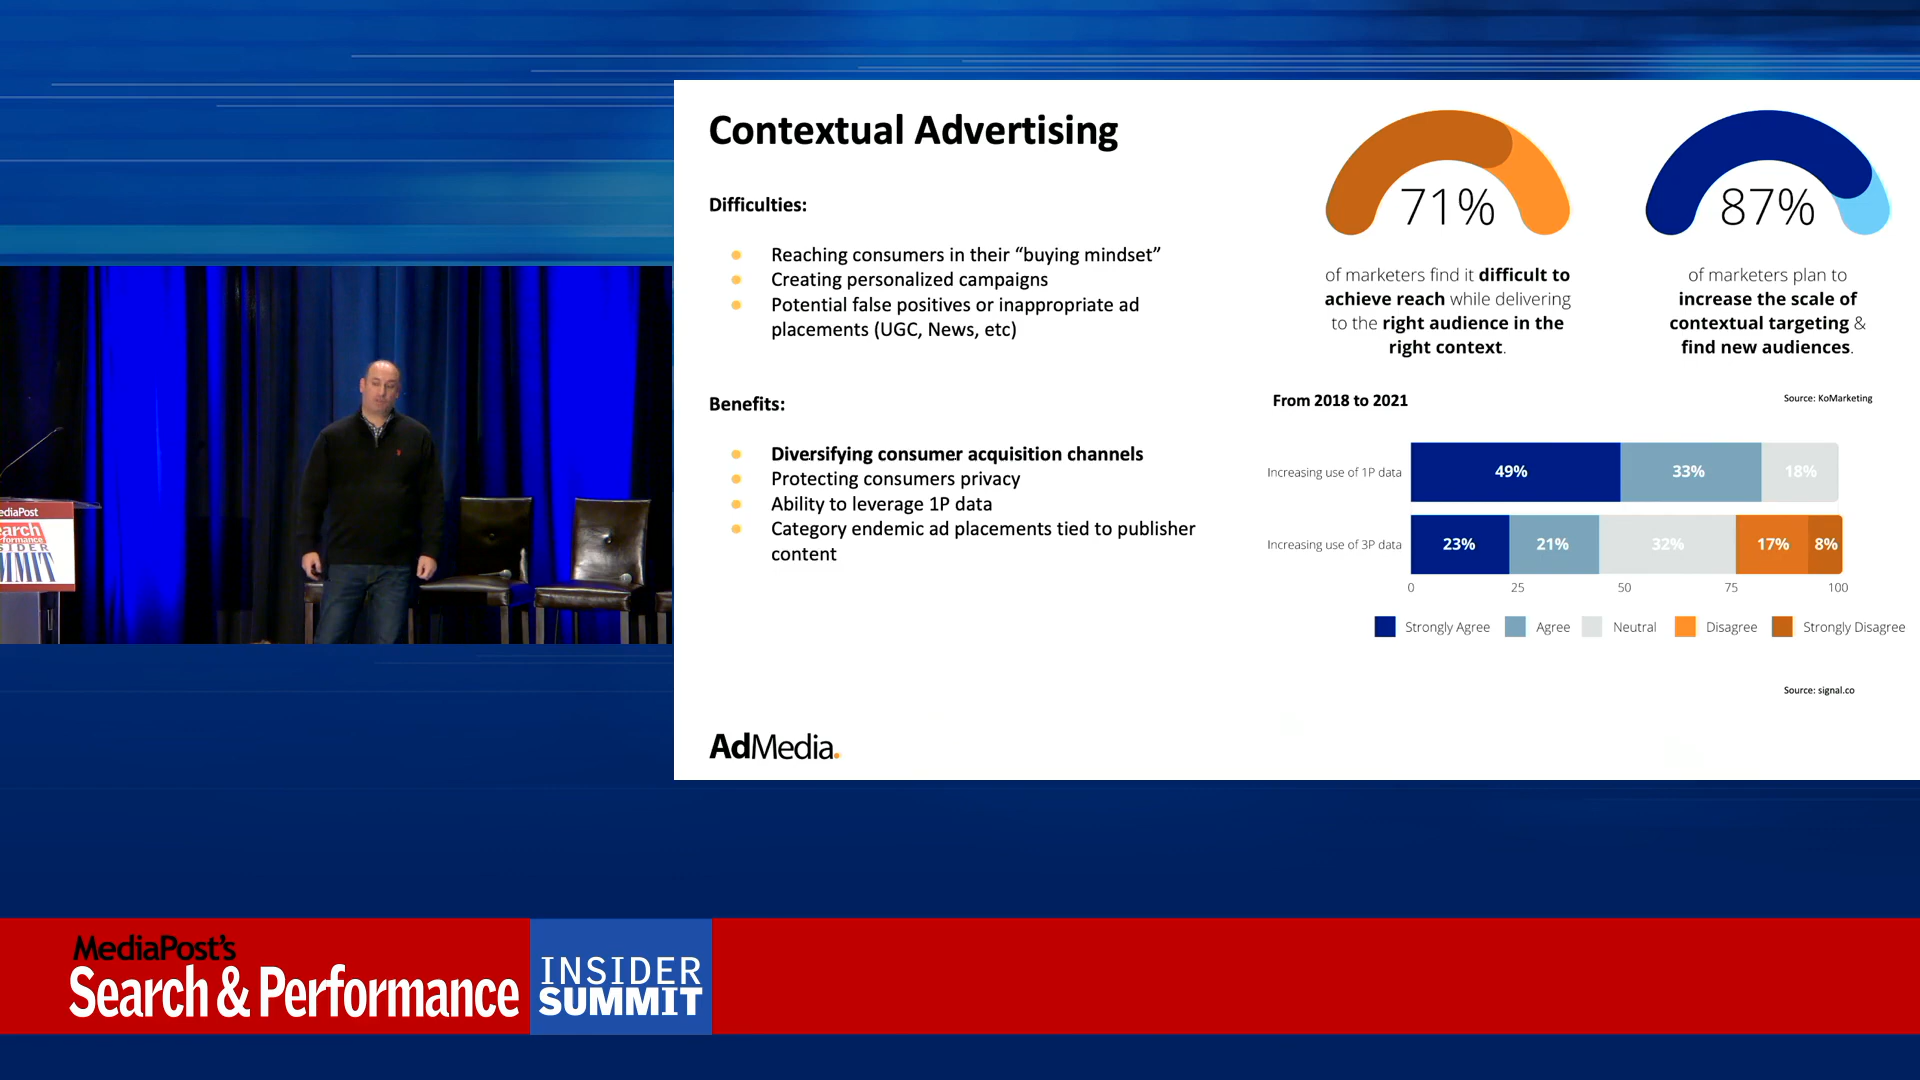 Contextual Advertising
Difficulties:
Reaching consumers in their “buying mindset”
Creating personalized campaigns
Potential false positives or inappropriate ad
placements (UGC, News, etc)
Benefits:
Diversifying consumer acquisition channels
Protecting consumers privacy
Ability to leverage 1P data
Category endemic ad placements tied to publisher
content
AdMedia.
71%
of marketers find it difficult to
achieve reach while delivering
to the right audience in the
right context.
87%
of marketers plan to
increase the scale of
contextual targeting &
find new audiences.
From 2018 to 2021
Source: KoMarketing
Increasing use of 1P data
49% 33% 18%
Increasing use of 3P data
23% 21% 32% 17% 8%
0 25 50 75 100
Strongly Agree Agree Neutral Disagree Strongly Disagree
Source: signal.co
ediaPost
earch
formance
SIDER
MMIT
MediaPost's
Search & Performance
INSIDER
SUMMIT